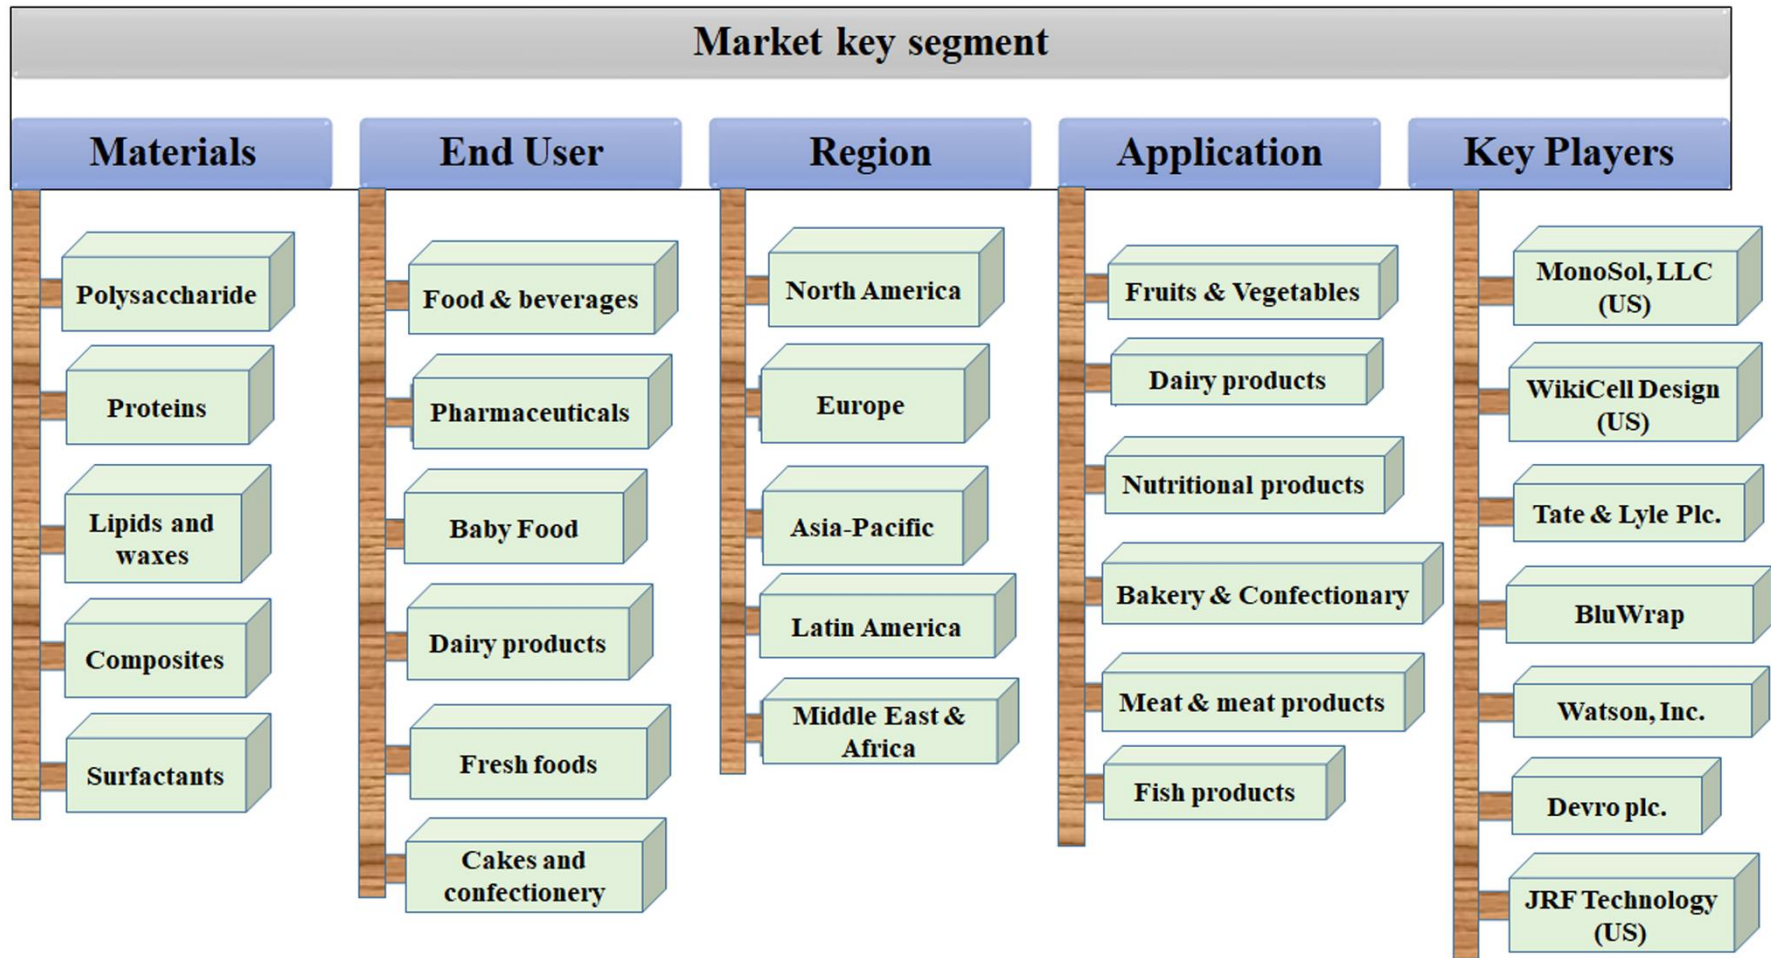 Market key segment
Materials
Polysaccharide
Proteins
Lipids and
waxes
Composites
Surfactants
End User
Food & beverages
Pharmaceuticals
Baby Food
Dairy products
Fresh foods
Cakes and
confectionery
Region
North America
Europe
Asia-Pacific
Latin America
Middle East &
Africa
Application
Fruits & Vegetables
Dairy products
Nutritional products
Bakery & Confectionary
Meat & meat products
Fish products
Key Players
MonoSol, LLC
(US)
WikiCell Design
(US)
Tate & Lyle Plc.
BluWrap
Watson, Inc.
Devro plc.
JRF Technology
(US)